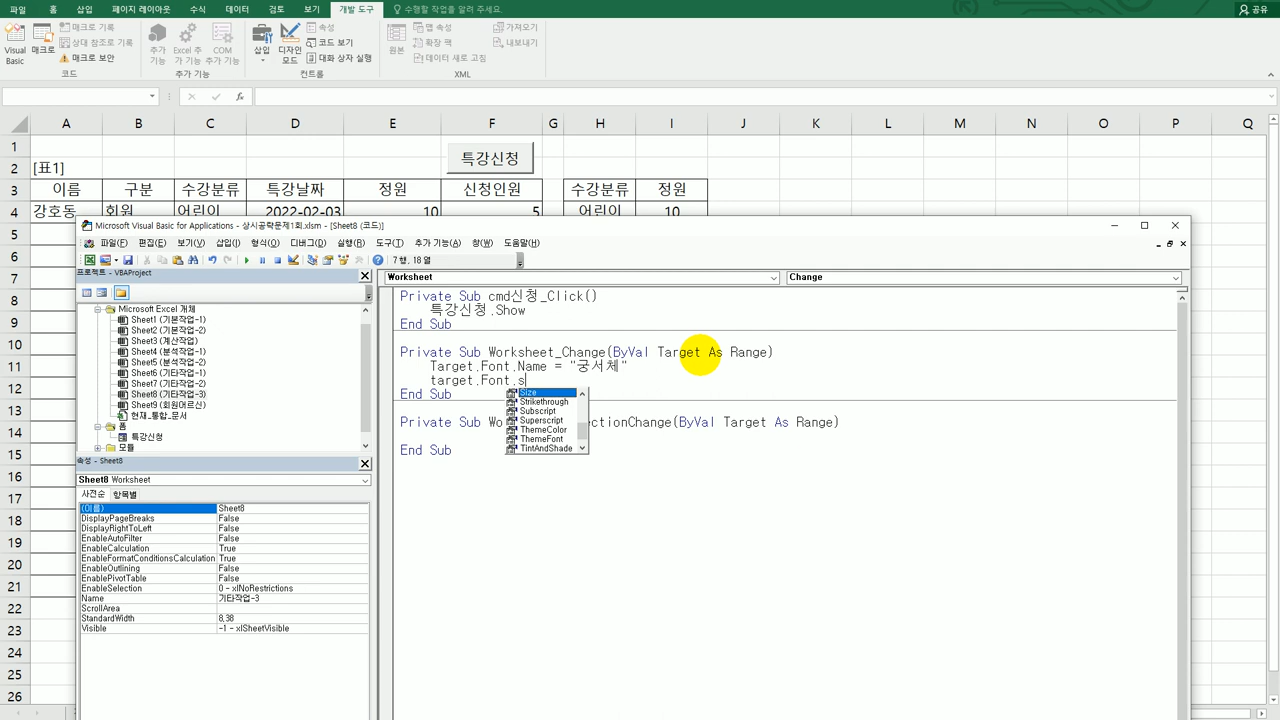 파일 홈 삽입 페이지 레이아웃 수식 데이터 검토 보기 개발 도구 수행할 작업을 알려 주세요. 공유
Visual Basic
매크로
매크로 기록
상대 참조로 기록
매크로 보안
코드
추가 기능
Excel 추가 기능
COM 추가 기능
추가 기능
삽입
디자인 모드
속성
코드 보기
대화 상자 실행
컨트롤
원본
맵 속성
확장 팩
데이터 새로 고침
가져오기
내보내기
XML
fx
A B C D E F G H I J K L M N O P Q
1
특강신청
2 [표1]
3 이름 구분 수강분류 특강날짜 정원 신청인원 수강분류 정원
4 강호동 회원 어린이 2022-02-03 10 5 어린이 10
5
6
7
8
9
10
11
12
13
14
15
16
17
18
19
20
21
22
23
24
25
26
Microsoft Visual Basic for Applications - 상시공략문제1회.xlsm - [Sheet8 (코드)]
파일(F) 편집(E) 보기(V) 삽입(I) 형식(O) 디버그(D) 실행(R) 도구(T) 추가 기능(A) 창(W) 도움말(H)
7 행, 18 열
프로젝트 - VBAProject
Microsoft Excel 개체
Sheet1 (기본작업-1)
Sheet2 (기본작업-2)
Sheet3 (계산작업)
Sheet4 (분석작업-1)
Sheet5 (분석작업-2)
Sheet6 (기타작업-1)
Sheet7 (기타작업-2)
Sheet8 (기타작업-3)
Sheet9 (회원머르신)
현재_통합_문서
폼
특강신청
모듈
속성 - Sheet8
Sheet8 Worksheet
사전순 항목별
(이름) Sheet8
DisplayPageBreaks False
DisplayRightToLeft False
EnableAutoFilter False
EnableCalculation True
EnableFormatConditionsCalculation True
EnableOutlining False
EnablePivotTable False
EnableSelection 0 - xlNoRestrictions
Name 기타작업-3
ScrollArea
StandardWidth 8,38
Visible -1 - xlSheetVisible
Worksheet Change
Private Sub cmd신청_Click()
특강신청.Show
End Sub
Private Sub Worksheet_Change(ByVal Target As Range)
Target.Font.Name = "궁서체"
target.Font.s
End Sub
Size
Strikethrough
Subscript
Superscript
ThemeColor
ThemeFont
TintAndShade
Private Sub Wo ectionChange(ByVal Target As Range)
End Sub